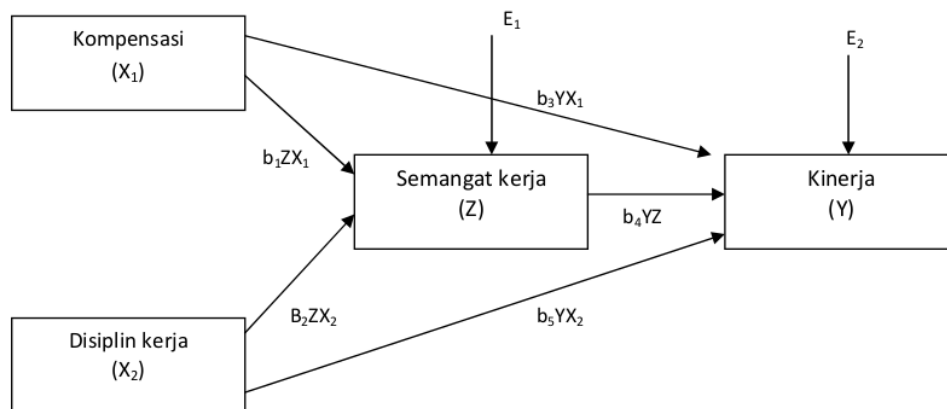 Kompensasi
(X₁)
E₁
E₂
b₃YX₁
b₁ZX₁
Semangat kerja
(Z)
Kinerja
(Y)
b₄YZ
B₂ZX₂
b₅YX₂
Disiplin kerja
(X₂)